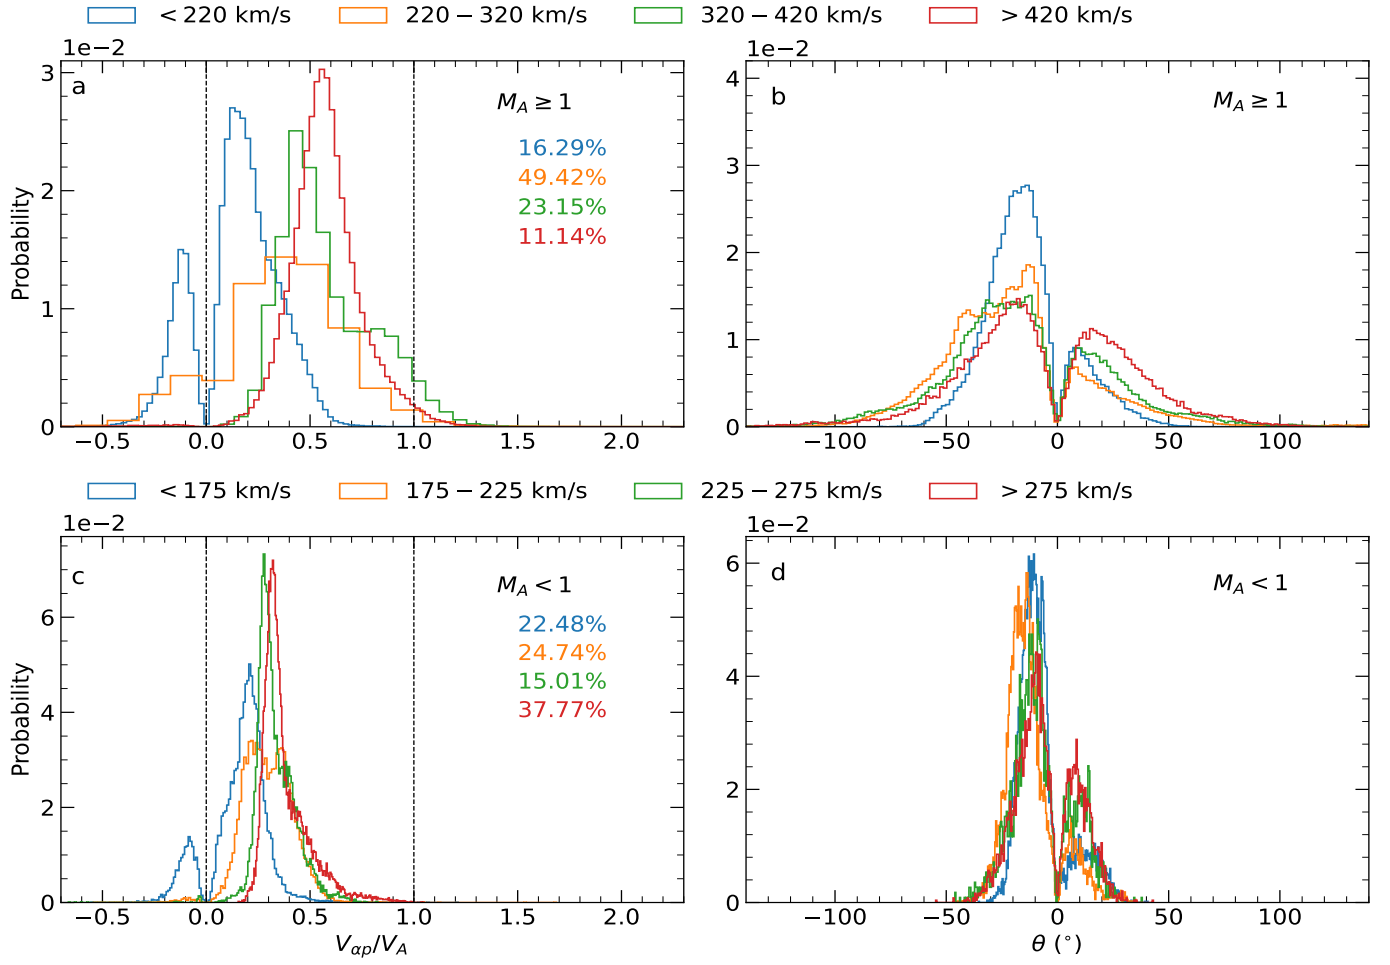 < 220 km/s 220 − 320 km/s 320 − 420 km/s > 420 km/s
1e−2 1e−2
a M_A ≥ 1 b M_A ≥ 1
16.29%
49.42%
23.15%
11.14%
Probability
3
2
1
0
−0.5 0.0 0.5 1.0 1.5 2.0
4
3
2
1
0
−100 −50 0 50 100
< 175 km/s 175 − 225 km/s 225 − 275 km/s > 275 km/s
1e−2 1e−2
c M_A < 1 d M_A < 1
22.48%
24.74%
15.01%
37.77%
Probability
6
4
2
0
−0.5 0.0 0.5 1.0 1.5 2.0
V_αp/V_A
6
4
2
0
−100 −50 0 50 100
θ (°)